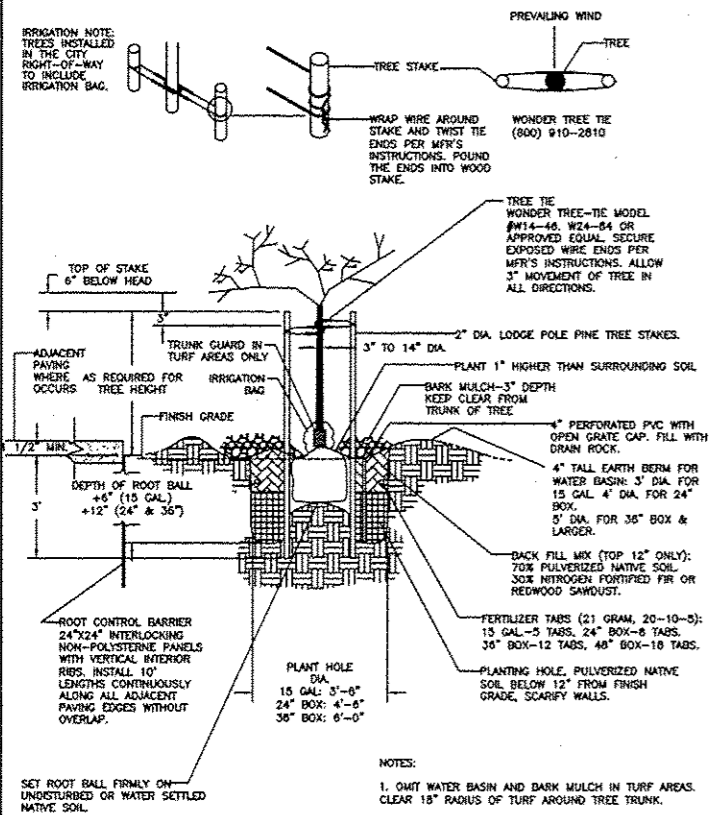 IRRIGATION NOTE:
TREES INSTALLED
IN THE CITY
RIGHT-OF-WAY
TO INCLUDE
IRRIGATION BAG.
TREE STAKE
WRAP WIRE AROUND
STAKE AND TWIST TIE
ENDS PER MFR'S
INSTRUCTIONS. POUND
THE ENDS INTO WOOD
STAKE.
PREVAILING WIND
TREE
WONDER TREE TIE
(800) 910-2810
TREE TIE
WONDER TREE-TIE MODEL
#W14-46, W24-64 OR
APPROVED EQUAL, SECURE
EXPOSED WIRE ENDS PER
MFR'S INSTRUCTIONS. ALLOW
3" MOVEMENT OF TREE IN
ALL DIRECTIONS.
TOP OF STAKE
6" BELOW HEAD
3"
2" DIA. LODGE POLE PINE TREE STAKES.
TRUNK GUARD IN
TURF AREAS ONLY
3" TO 14" DIA.
ADJACENT
PAVING
WHERE
OCCURS
AS REQUIRED FOR
TREE HEIGHT
IRRIGATION
BAG
PLANT 1" HIGHER THAN SURROUNDING SOIL
BARK MULCH-3" DEPTH
KEEP CLEAR FROM
TRUNK OF TREE
FINISH GRADE
1 1/2" MIN.
4" PERFORATED PVC WITH
OPEN GRATE CAP. FILL WITH
DRAIN ROCK.
DEPTH OF ROOT BALL
+6" (15 GAL)
+12" (24" & 36")
3'
4" TALL EARTH BERM FOR
WATER BASIN: 3' DIA. FOR
15 GAL. 4' DIA. FOR 24"
BOX.
5' DIA. FOR 36" BOX &
LARGER.
BACK FILL MIX (TOP 12" ONLY):
70% PULVERIZED NATIVE SOIL
30% NITROGEN FORTIFIED FIR OR
REDWOOD SAWDUST.
ROOT CONTROL BARRIER
24"X24" INTERLOCKING
NON-POLYSTERNE PANELS
WITH VERTICAL INTERIOR
RIBS. INSTALL 10'
LENGTHS CONTINUOUSLY
ALONG ALL ADJACENT
PAVING EDGES WITHOUT
OVERLAP.
FERTILIZER TABS (21 GRAM, 20-10-5):
15 GAL-5 TABS, 24" BOX-8 TABS.
36" BOX-12 TABS, 48" BOX-18 TABS.
PLANT HOLE
DIA.
15 GAL: 3'-6"
24" BOX: 4'-6"
36" BOX: 6'-0"
PLANTING HOLE, PULVERIZED NATIVE
SOIL BELOW 12" FROM FINISH
GRADE, SCARIFY WALLS.
SET ROOT BALL FIRMLY ON
UNDISTURBED OR WATER SETTLED
NATIVE SOIL.
NOTES:
1. OMIT WATER BASIN AND BARK MULCH IN TURF AREAS.
CLEAR 18" RADIUS OF TURF AROUND TREE TRUNK.